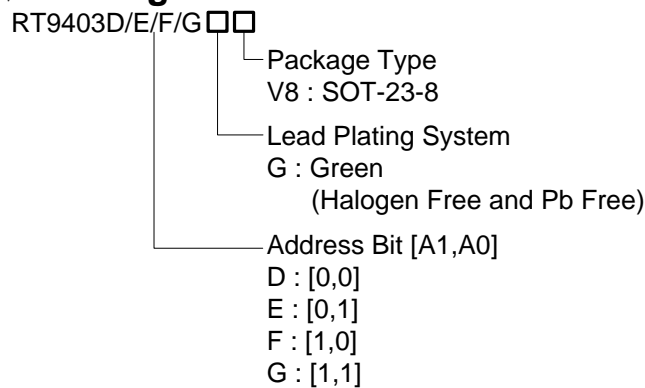 RT9403D/E/F/G
Package Type
V8 : SOT-23-8
Lead Plating System
G : Green
(Halogen Free and Pb Free)
Address Bit [A1,A0]
D : [0,0]
E : [0,1]
F : [1,0]
G : [1,1]